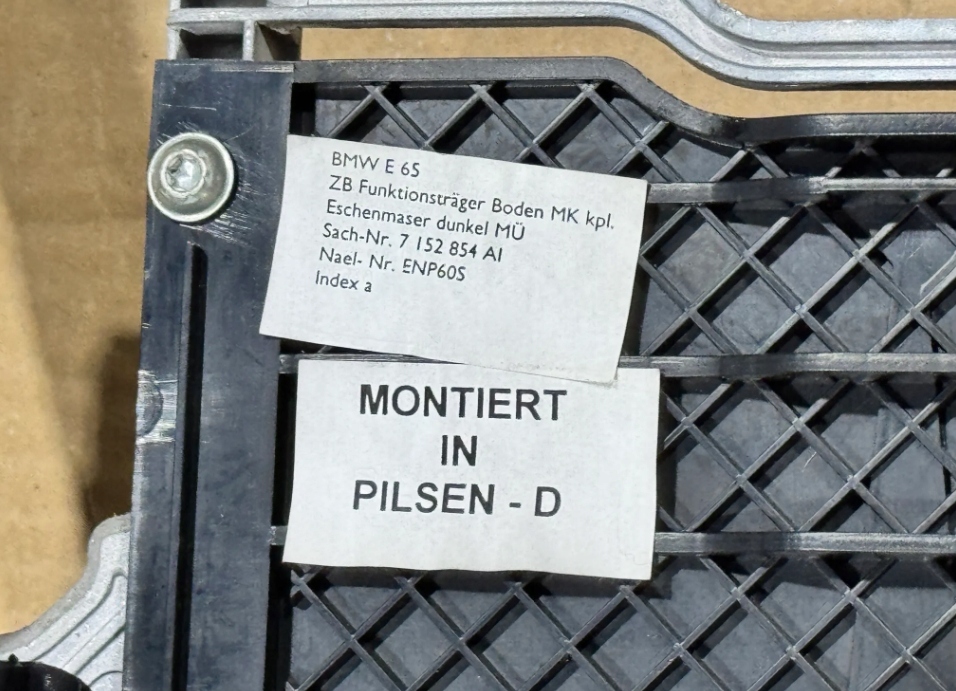 BMW E 65
ZB Funktionsträger Boden MK kpl.
Eschenmaser dunkel MÜ
Sach-Nr. 7 152 854 AI
Nael- Nr. ENP60S
Index a
MONTIERT
IN
PILSEN - D